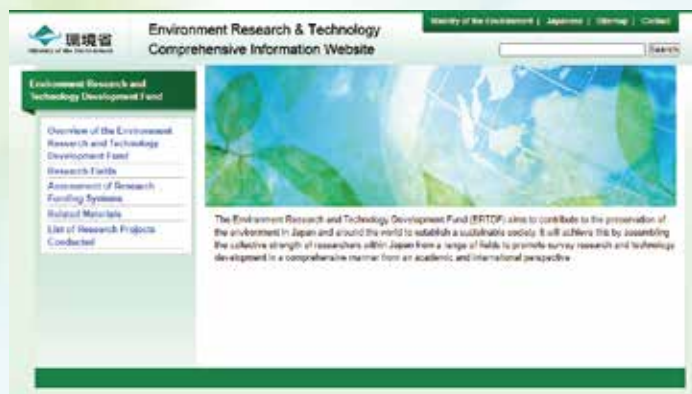 環境省
Ministry of the Environment
Environment Research & Technology
Comprehensive Information Website
Ministry of the Environment | Japanese | Sitemap | Contact
Search
Environment Research and
Technology Development Fund
Overview of the Environment
Research and Technology
Development Fund
Research Fields
Assessment of Research
Funding Systems
Related Materials
List of Research Projects
Conducted
The Environment Research and Technology Development Fund (ERTDF) aims to contribute to the preservation of
the environment in Japan and around the world to establish a sustainable society. It will achieve this by assembling
the collective strength of researchers within Japan from a range of fields to promote survey research and technology
development in a comprehensive manner from an academic and international perspective